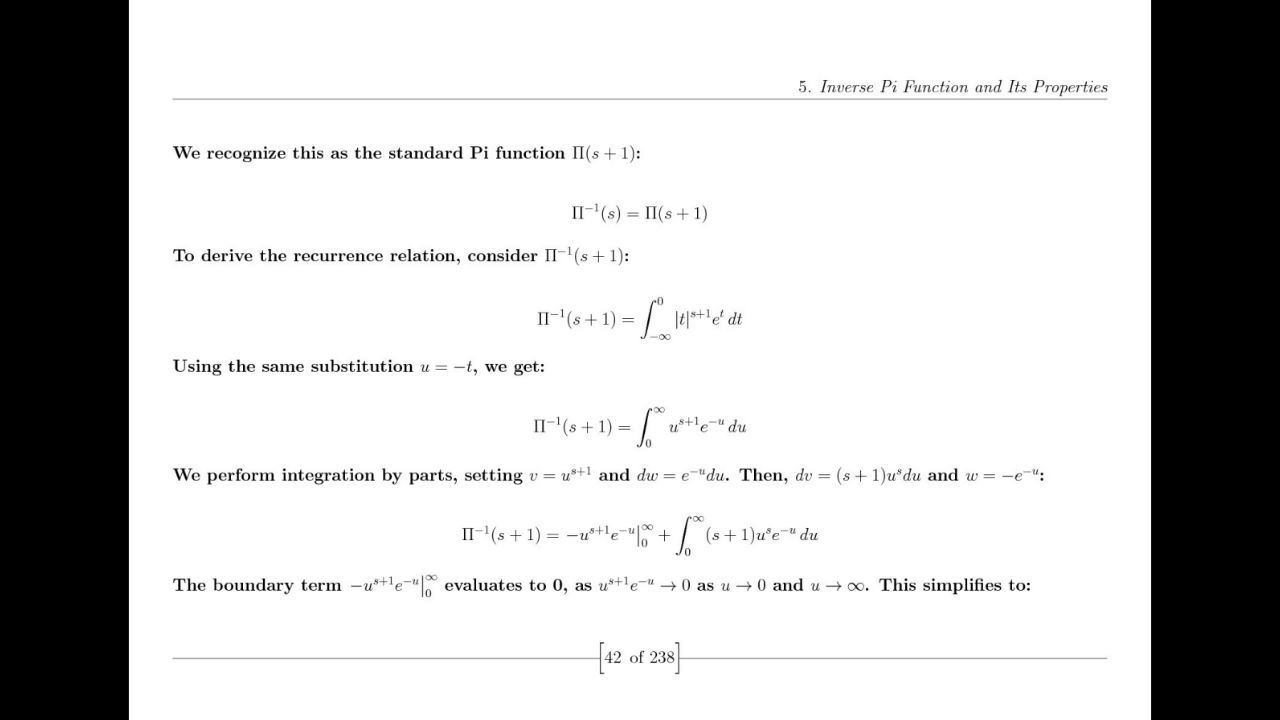 5. Inverse Pi Function and Its Properties
We recognize this as the standard Pi function Π(s + 1):
Π⁻¹(s) = Π(s + 1)
To derive the recurrence relation, consider Π⁻¹(s + 1):
Π⁻¹(s + 1) = ∫_{−∞}^{0} |t|^{s+1} e^{t} dt
Using the same substitution u = −t, we get:
Π⁻¹(s + 1) = ∫_{0}^{∞} u^{s+1} e^{−u} du
We perform integration by parts, setting v = u^{s+1} and dw = e^{−u}du. Then, dv = (s + 1)u^{s}du and w = −e^{−u}:
Π⁻¹(s + 1) = −u^{s+1}e^{−u}|_{0}^{∞} + ∫_{0}^{∞} (s + 1)u^{s}e^{−u} du
The boundary term −u^{s+1}e^{−u}|_{0}^{∞} evaluates to 0, as u^{s+1}e^{−u} → 0 as u → 0 and u → ∞. This simplifies to:
[42 of 238]